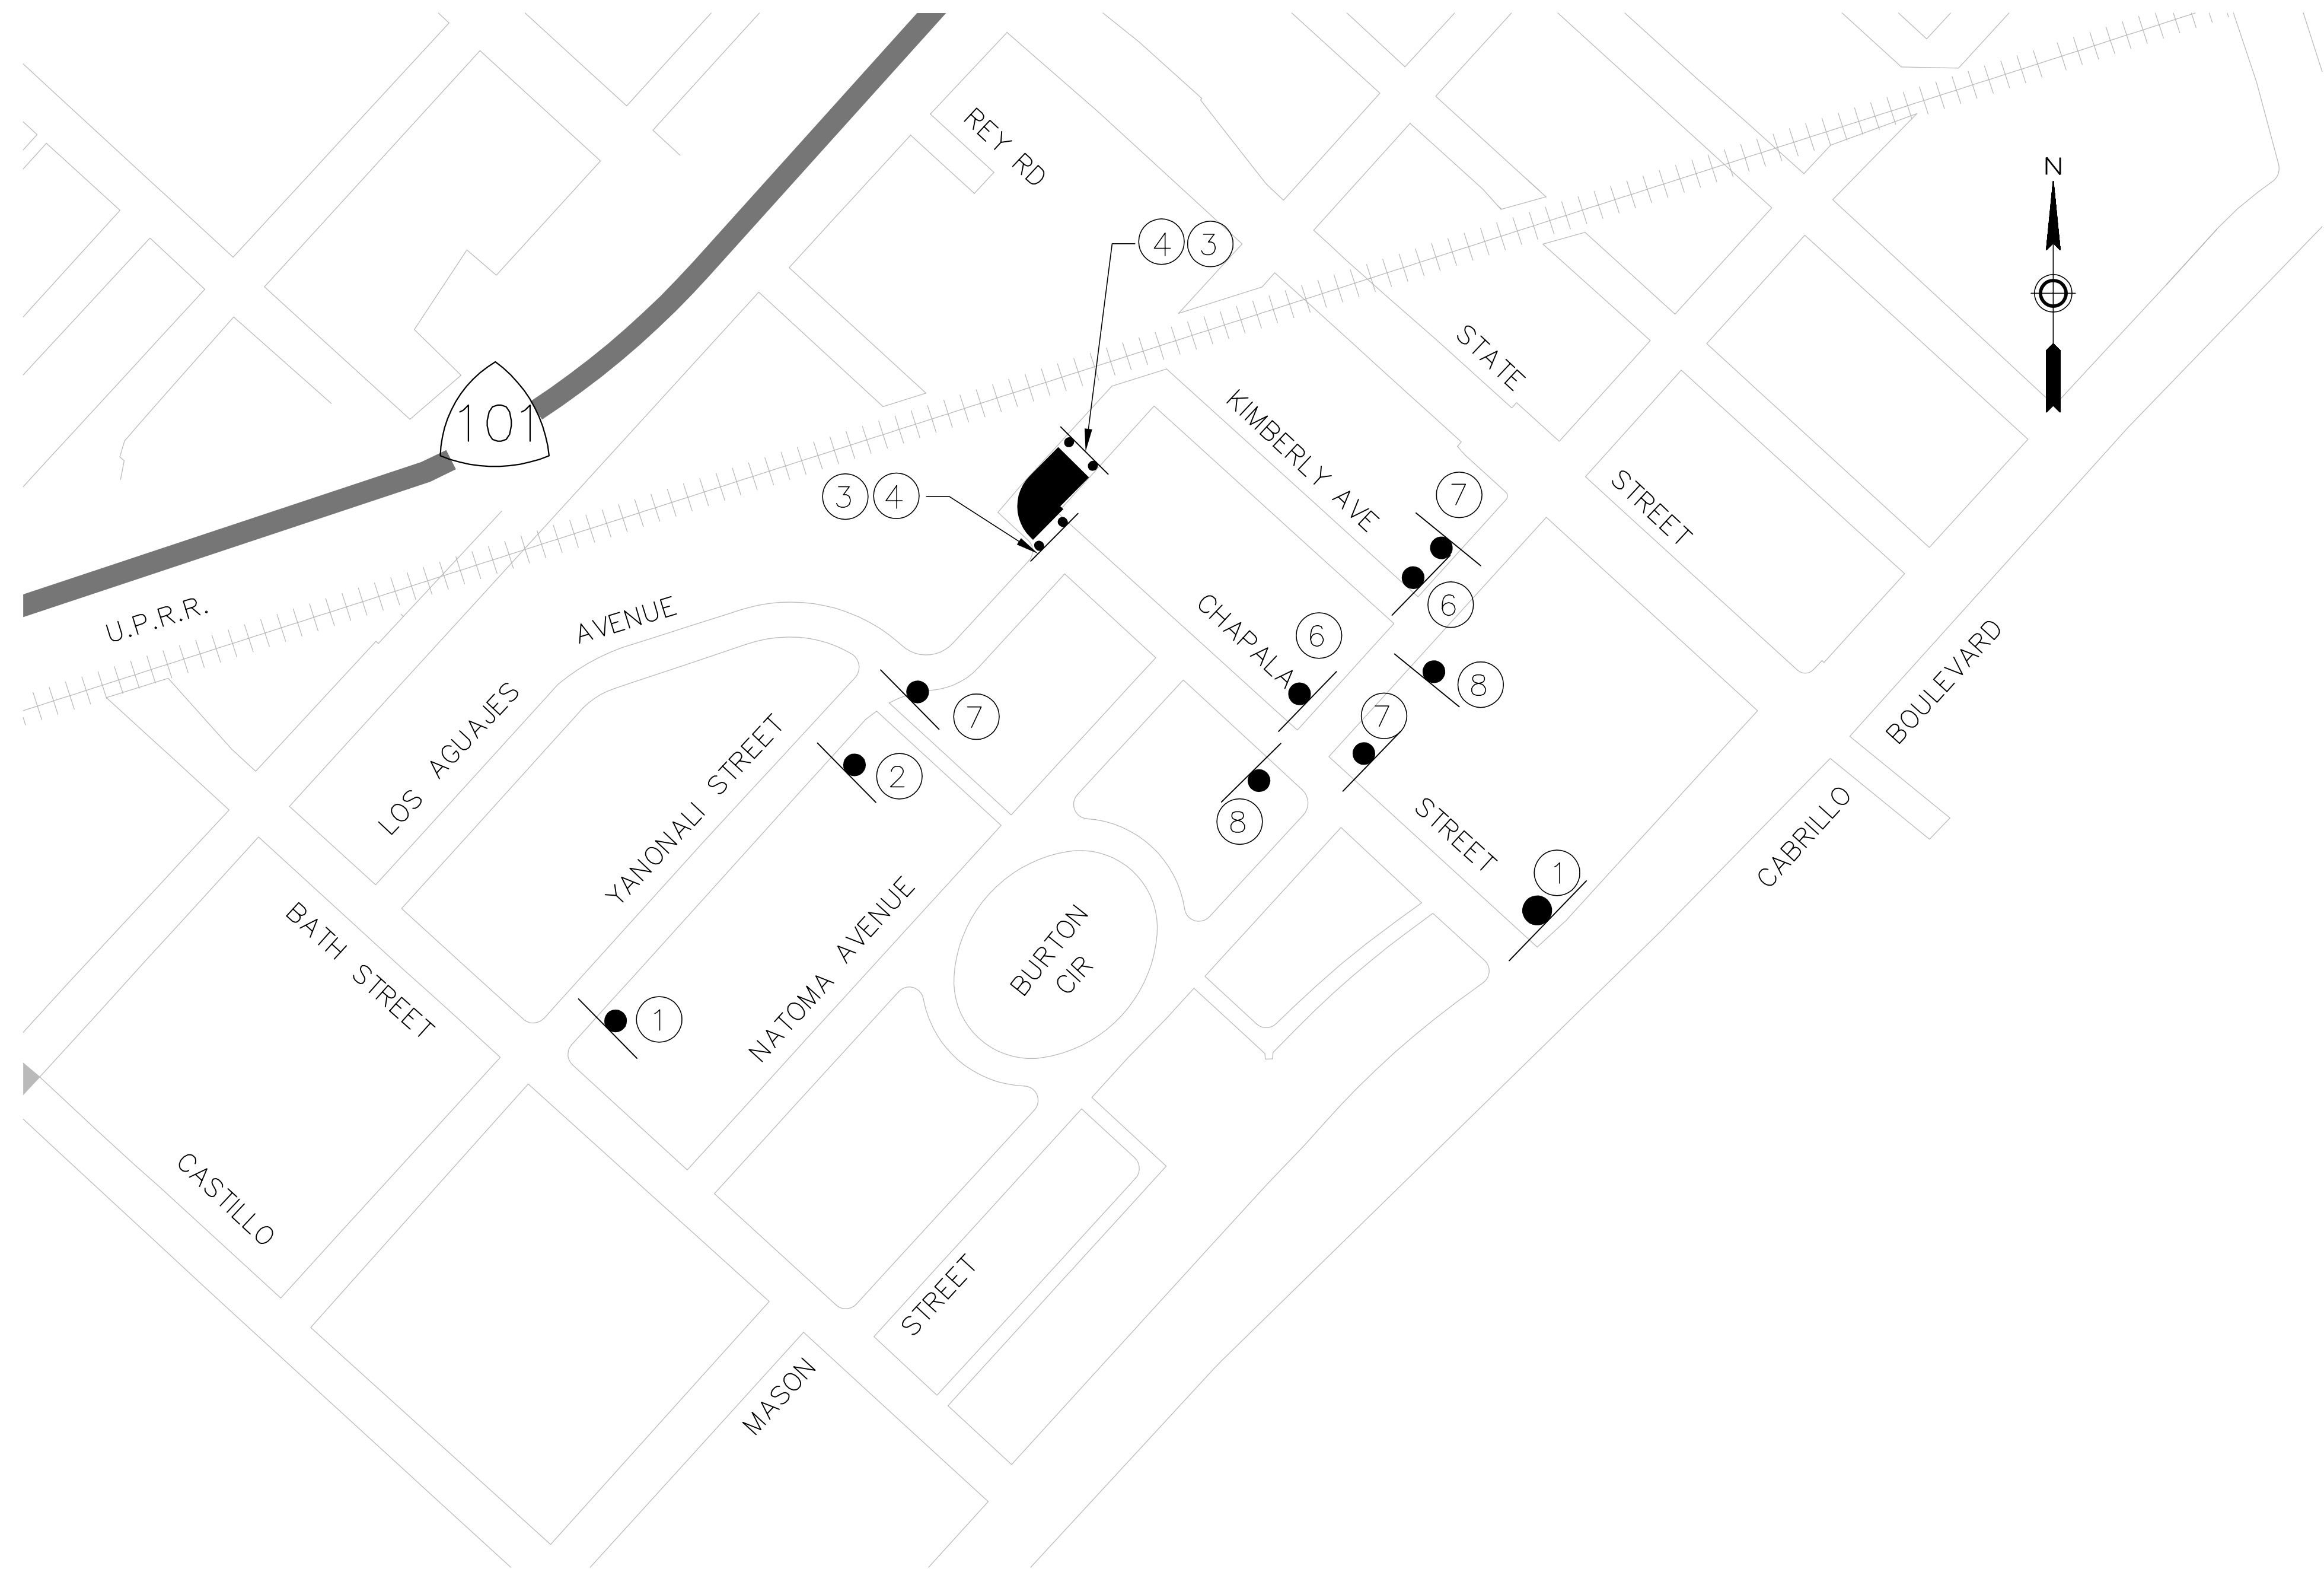 REY RD
N
4 3
STATE
STREET
101
KIMBERLY AVE
7
3 4
6
U.P.R.R.
AVENUE
CHAPALA
6
8
BOULEVARD
LOS AGUAJES
7
7
YANONALI STREET
2
8
STREET
CABRILLO
1
BATH STREET
NATOMA AVENUE
BURTON
CIR
1
CASTILLO
STREET
MASON